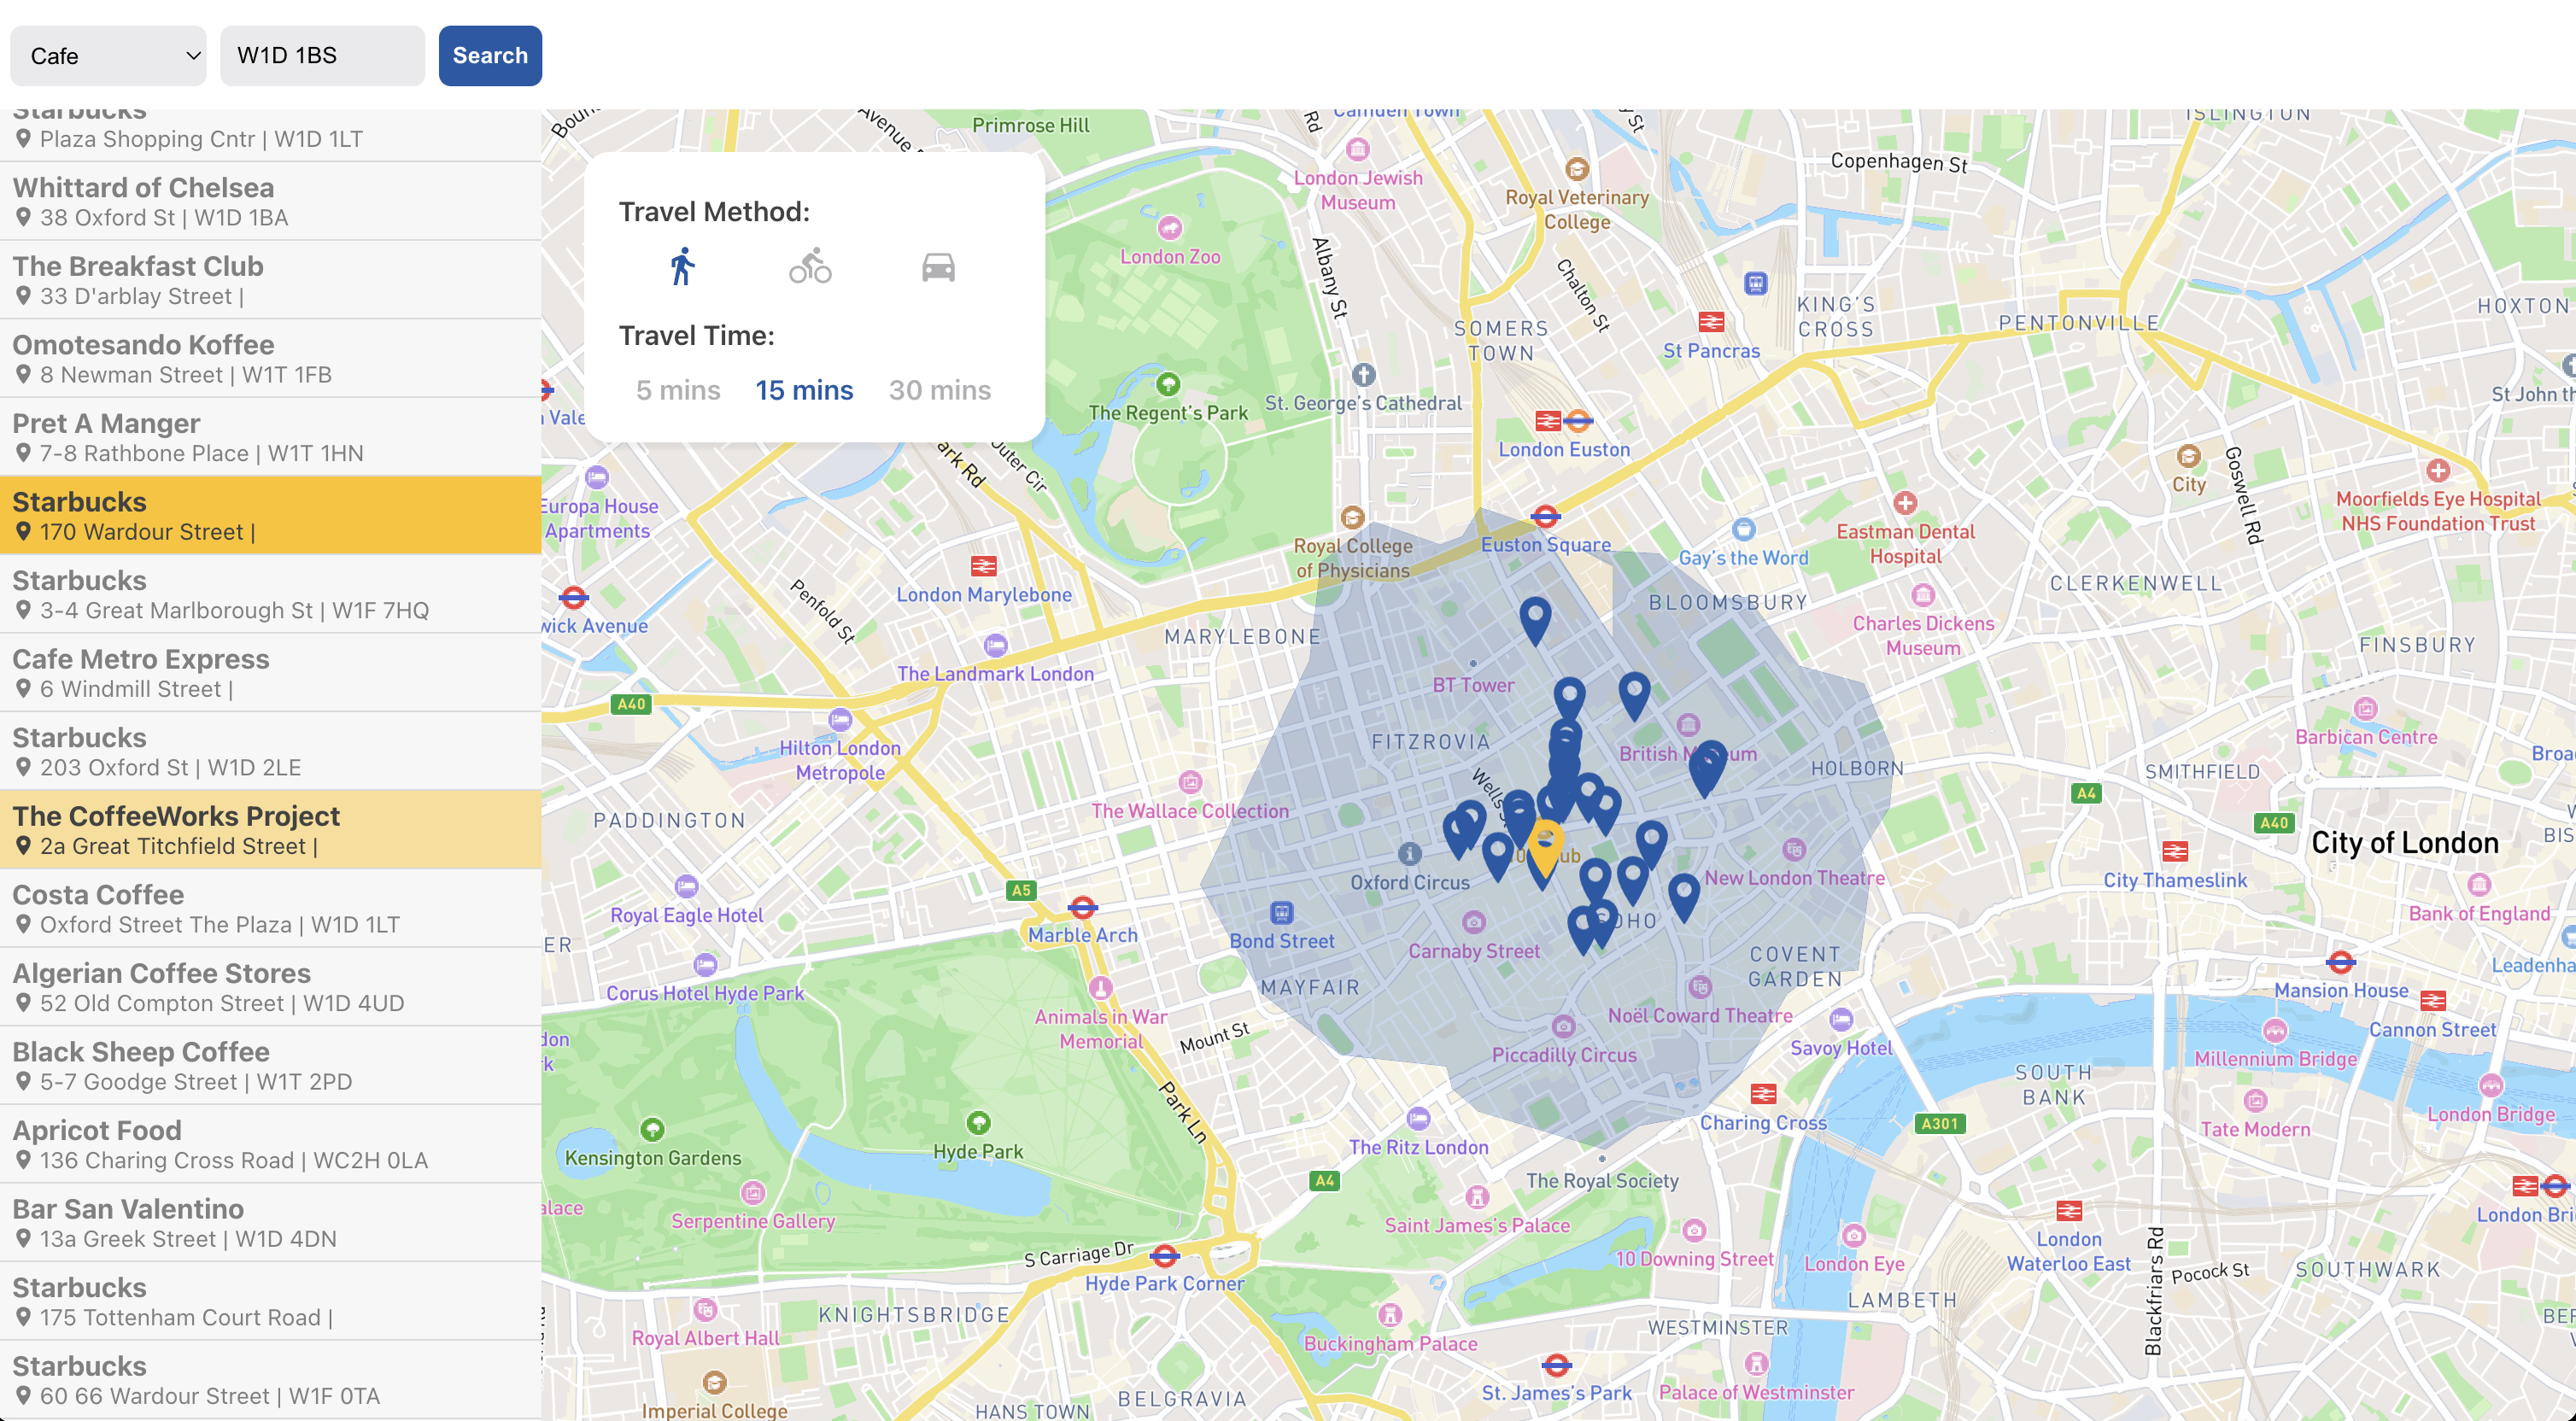 Cafe
W1D 1BS
Search
Starbucks
Plaza Shopping Cntr | W1D 1LT
Whittard of Chelsea
38 Oxford St | W1D 1BA
The Breakfast Club
33 D'arblay Street |
Omotesando Koffee
8 Newman Street | W1T 1FB
Pret A Manger
7-8 Rathbone Place | W1T 1HN
Starbucks
170 Wardour Street |
Starbucks
3-4 Great Marlborough St | W1F 7HQ
Cafe Metro Express
6 Windmill Street |
Starbucks
203 Oxford St | W1D 2LE
The CoffeeWorks Project
2a Great Titchfield Street |
Costa Coffee
Oxford Street The Plaza | W1D 1LT
Algerian Coffee Stores
52 Old Compton Street | W1D 4UD
Black Sheep Coffee
5-7 Goodge Street | W1T 2PD
Apricot Food
136 Charing Cross Road | WC2H 0LA
Bar San Valentino
13a Greek Street | W1D 4DN
Starbucks
175 Tottenham Court Road |
Starbucks
60 66 Wardour Street | W1F 0TA
Travel Method:
Travel Time:
5 mins
15 mins
30 mins
Primrose Hill
Camden Town
ISLINGTON
Copenhagen St
London Jewish
Museum
Royal Veterinary
College
London Zoo
Albany St
Chalton St
KING'S
CROSS
PENTONVILLE
HOXTON
SOMERS
TOWN
St Pancras
The Regent's Park
St. George's Cathedral
London Euston
Outer Cir
Goswell Rd
City
Moorfields Eye Hospital
NHS Foundation Trust
Europa House
Apartments
Royal College
of Physicians
Euston Square
Gay's the Word
Eastman Dental
Hospital
CLERKENWELL
London Marylebone
Penfold St
BLOOMSBURY
Charles Dickens
Museum
FINSBURY
MARYLEBONE
The Landmark London
BT Tower
A40
Hilton London
Metropole
FITZROVIA
British Museum
HOLBORN
Barbican Centre
SMITHFIELD
A4
The Wallace Collection
PADDINGTON
A40
City of London
Oxford Circus
New London Theatre
City Thameslink
A5
Royal Eagle Hotel
Marble Arch
Bond Street
Carnaby Street
SOHO
COVENT
GARDEN
Bank of England
Corus Hotel Hyde Park
MAYFAIR
Mansion House
Animals in War
Memorial
Mount St
Noël Coward Theatre
Piccadilly Circus
Savoy Hotel
Cannon Street
Millennium Bridge
SOUTH
BANK
Park Ln
Charing Cross
A301
Tate Modern
London Bridge
Kensington Gardens
Hyde Park
The Ritz London
A4
The Royal Society
Serpentine Gallery
Saint James's Palace
S Carriage Dr
10 Downing Street
London Eye
London
Waterloo East
Blackfriars Rd
Pocock St
SOUTHWARK
Hyde Park Corner
KNIGHTSBRIDGE
Royal Albert Hall
LAMBETH
WESTMINSTER
Buckingham Palace
St. James's Park
Palace of Westminster
Imperial College
HANS TOWN
BELGRAVIA